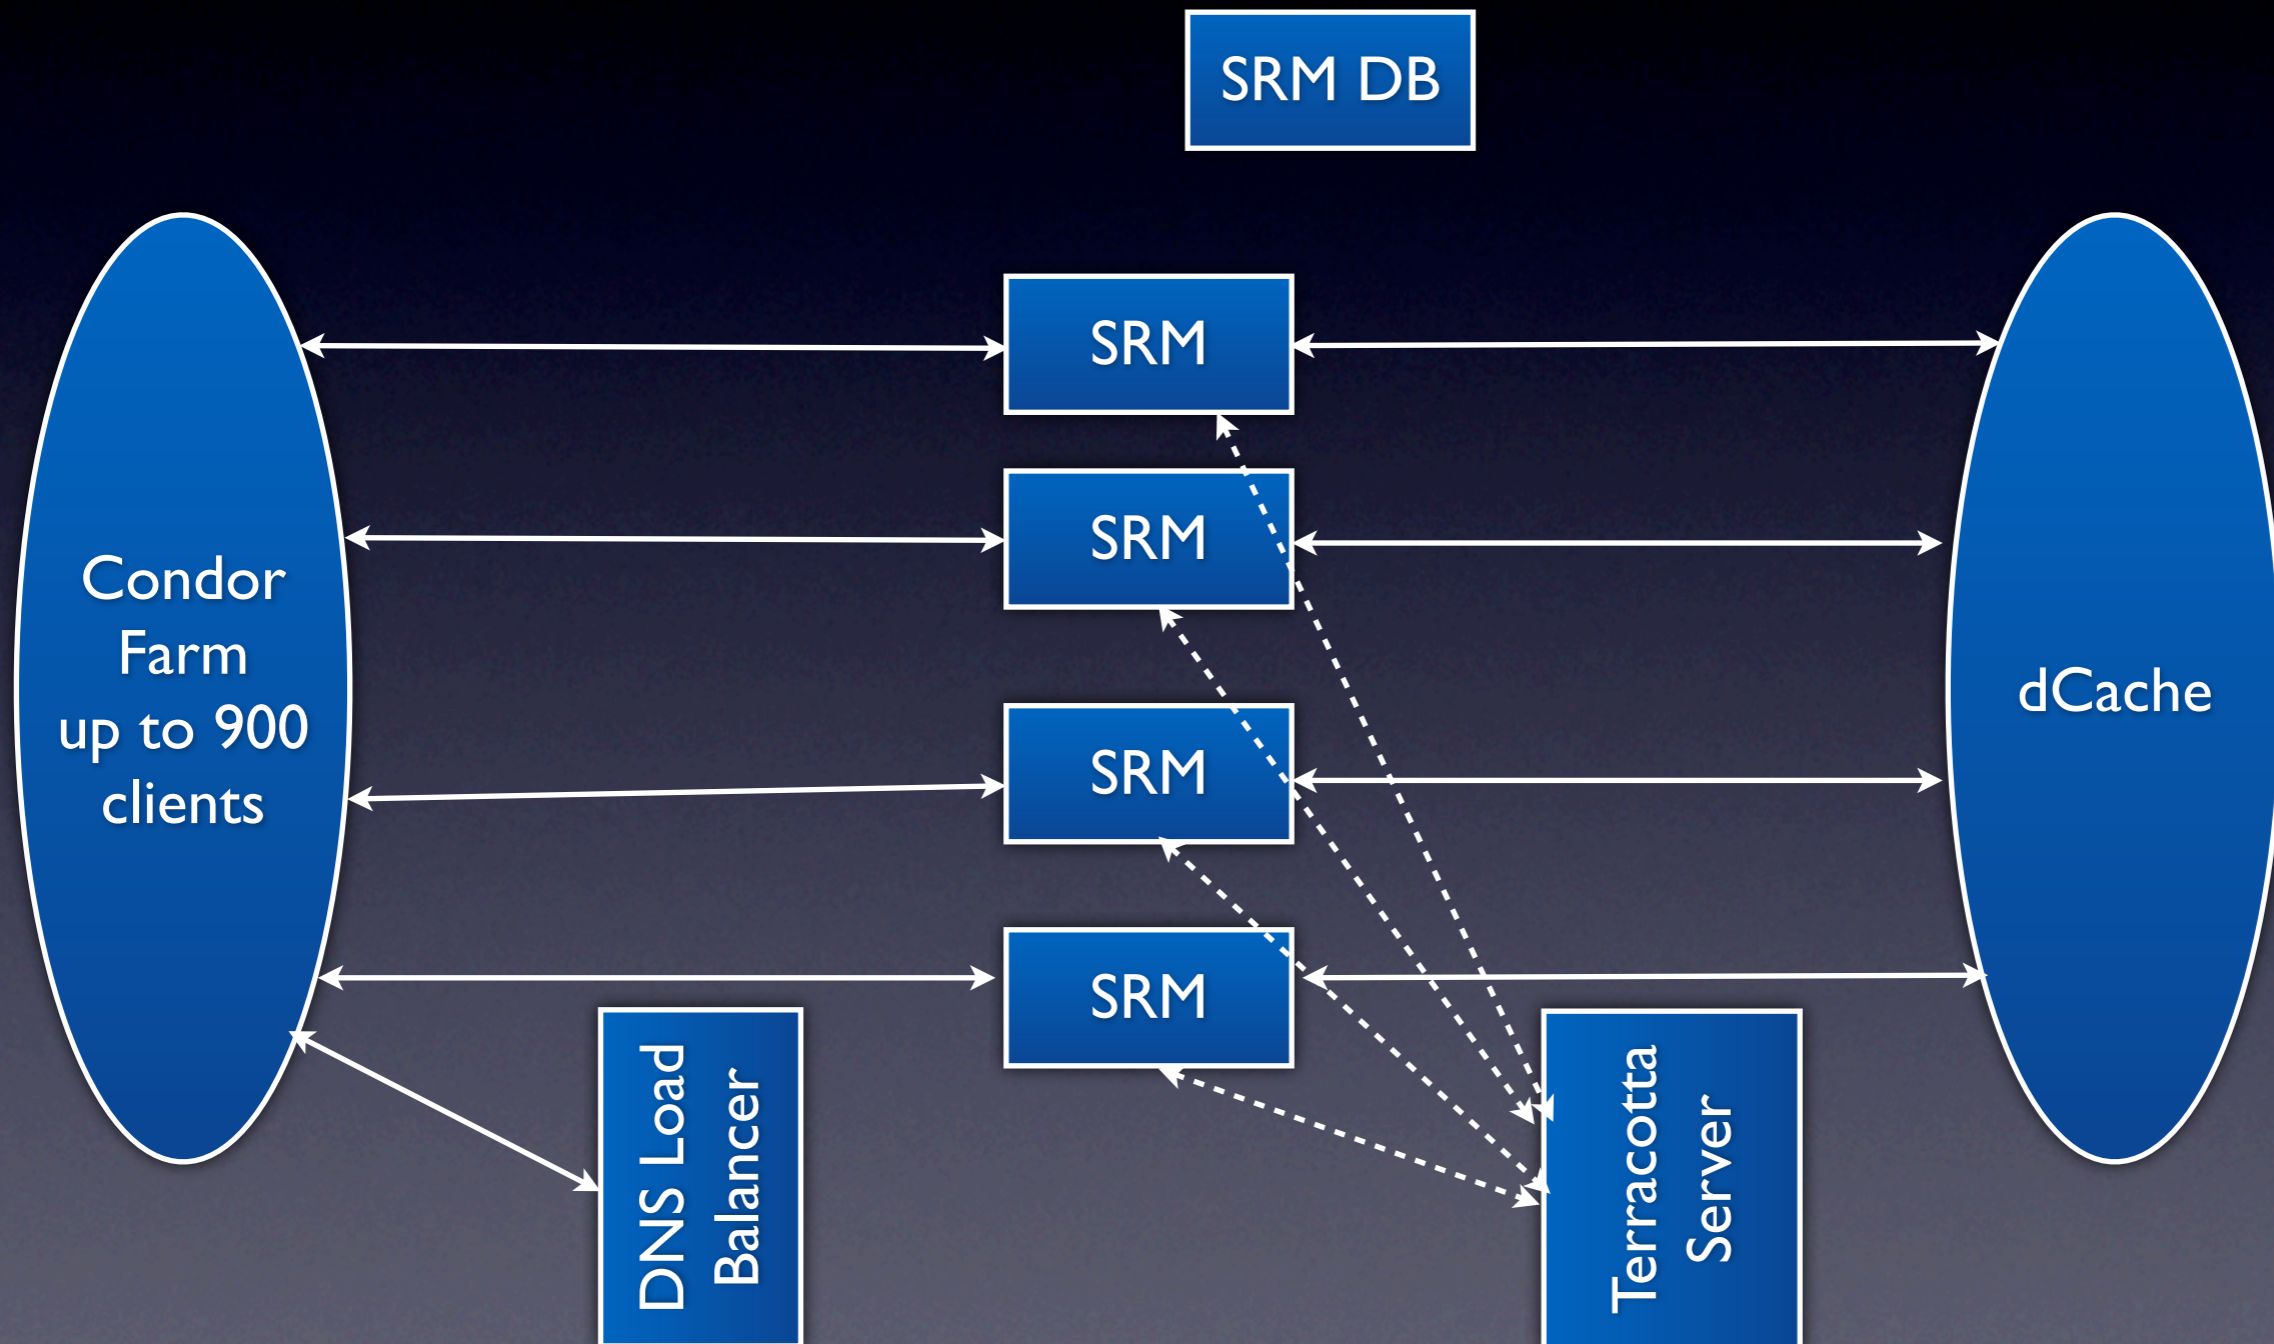 SRM DB
SRM
SRM
Condor
Farm
up to 900
clients
dCache
SRM
SRM
DNS Load
Balancer
Terracotta
Server